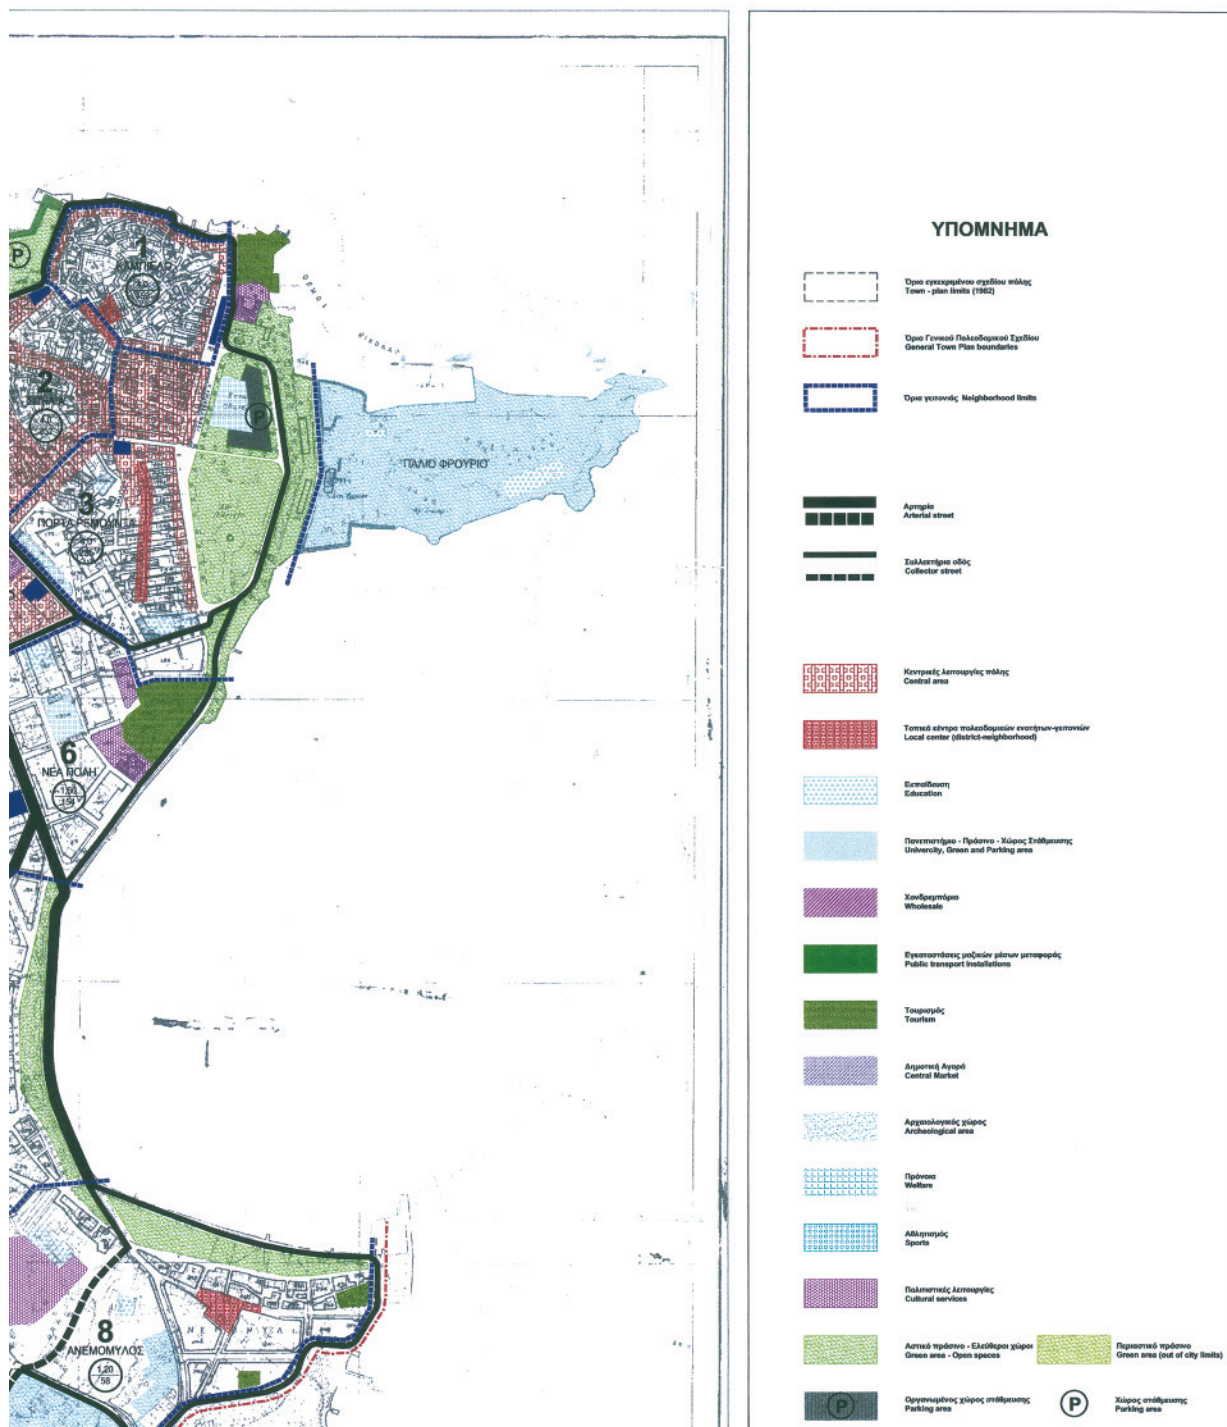 P
1
2
3
ΠΟΡΤΑ ΡΕΜΟΥΝΤΑ
P
ΠΑΛΙΟ ΦΡΟΥΡΙΟ
6
ΝΕΑ ΠΟΛΗ
1,60
154
8
ΑΝΕΜΟΜΥΛΟΣ
1,20
58
ΥΠΟΜΝΗΜΑ
Όρια εγκεκριμένου σχεδίου πόλης
Town - plan limits (1982)
Όρια Γενικού Πολεοδομικού Σχεδίου
General Town Plan boundaries
Όρια γειτονιάς Neighborhood limits
Αρτηρία
Arterial street
Συλλεκτήρια οδός
Collector street
Κεντρικές λειτουργίες πόλης
Central area
Τοπικά κέντρα πολεοδομικών ενοτήτων-γειτονιών
Local center (district-neighborhood)
Εκπαίδευση
Education
Πανεπιστήμιο - Πράσινο - Χώρος Στάθμευσης
Univercity, Green and Parking area
Χονδρεμπόριο
Wholesale
Εγκαταστάσεις μαζικών μέσων μεταφοράς
Public transport installations
Τουρισμός
Tourism
Δημοτική Αγορά
Central Market
Αρχαιολογικός χώρος
Archaeological area
Πρόνοια
Welfare
Αθλητισμός
Sports
Πολιτιστικές λειτουργίες
Cultural services
Αστικό πράσινο - Ελεύθεροι χώροι
Green area - Open spaces
Περιαστικό πράσινο
Green area (out of city limits)
P
Οργανωμένος χώρος στάθμευσης
Parking area
P
Χώρος στάθμευσης
Parking area